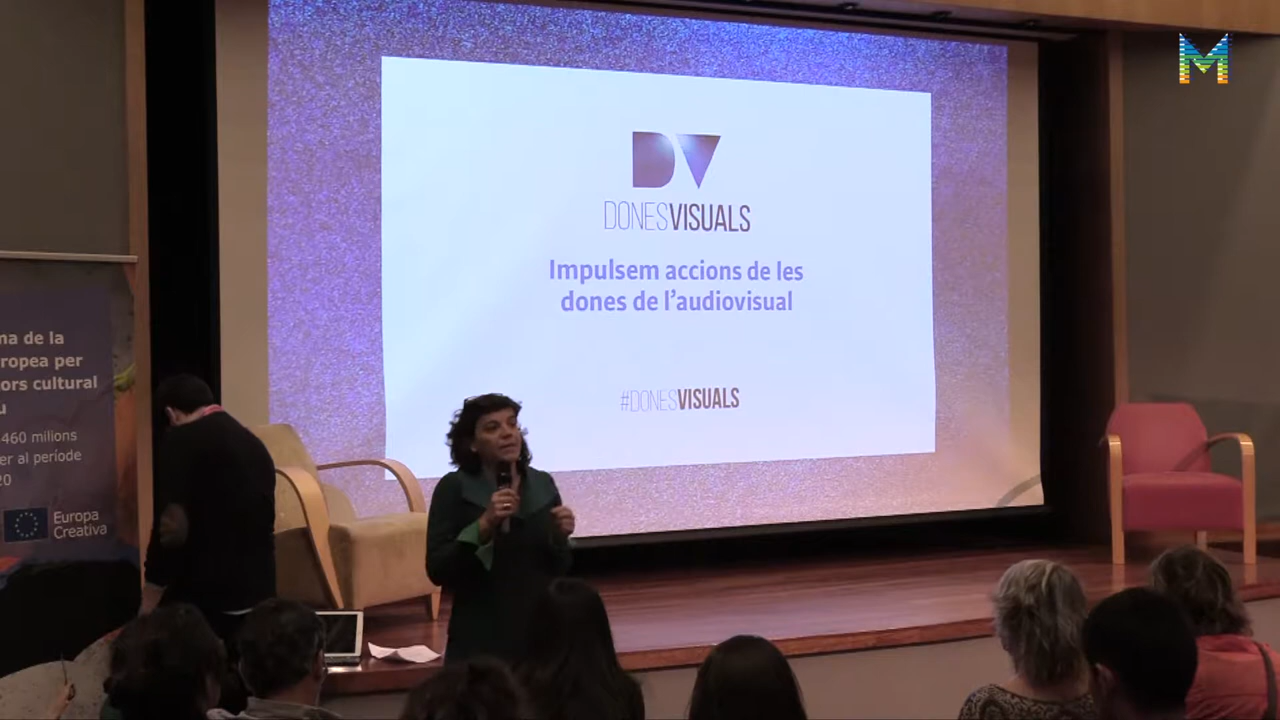 M
DV
DONESVISUALS
Impulsem accions de les
dones de l'audiovisual
#DONESVISUALS
ma de la
ropea per
ors cultural
u
460 milions
er al període
20
Europa
Creativa